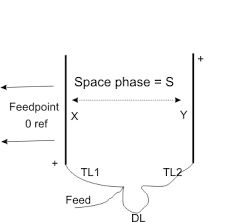 +
Space phase = S
Feedpoint
0 ref
X
Y
+
TL1
TL2
Feed
DL